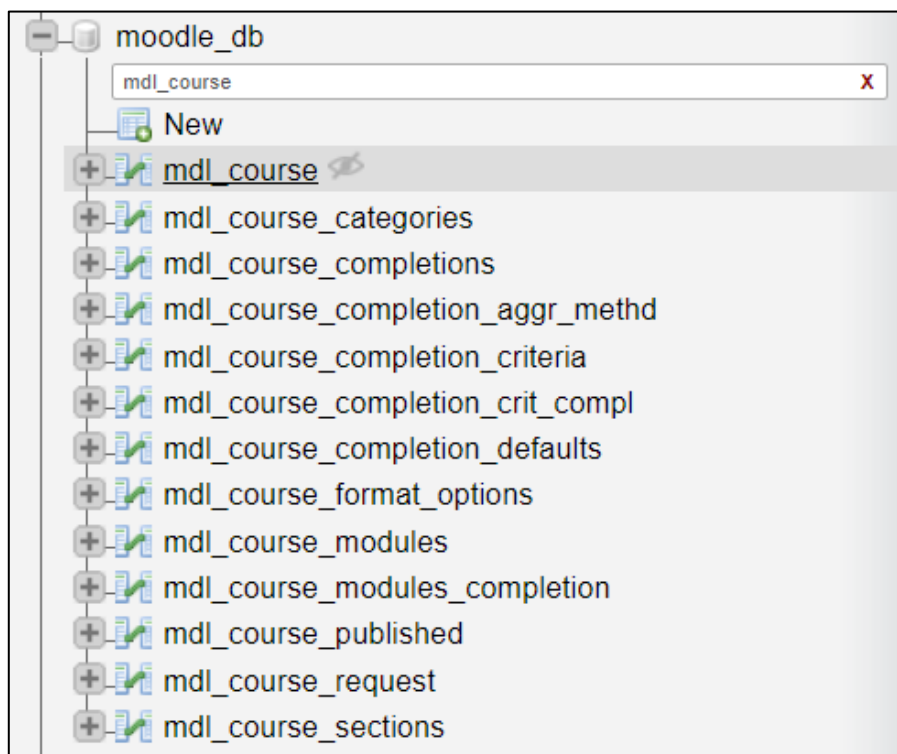 moodle_db
mdl_course X
New
mdl_course
mdl_course_categories
mdl_course_completions
mdl_course_completion_aggr_methd
mdl_course_completion_criteria
mdl_course_completion_crit_compl
mdl_course_completion_defaults
mdl_course_format_options
mdl_course_modules
mdl_course_modules_completion
mdl_course_published
mdl_course_request
mdl_course_sections